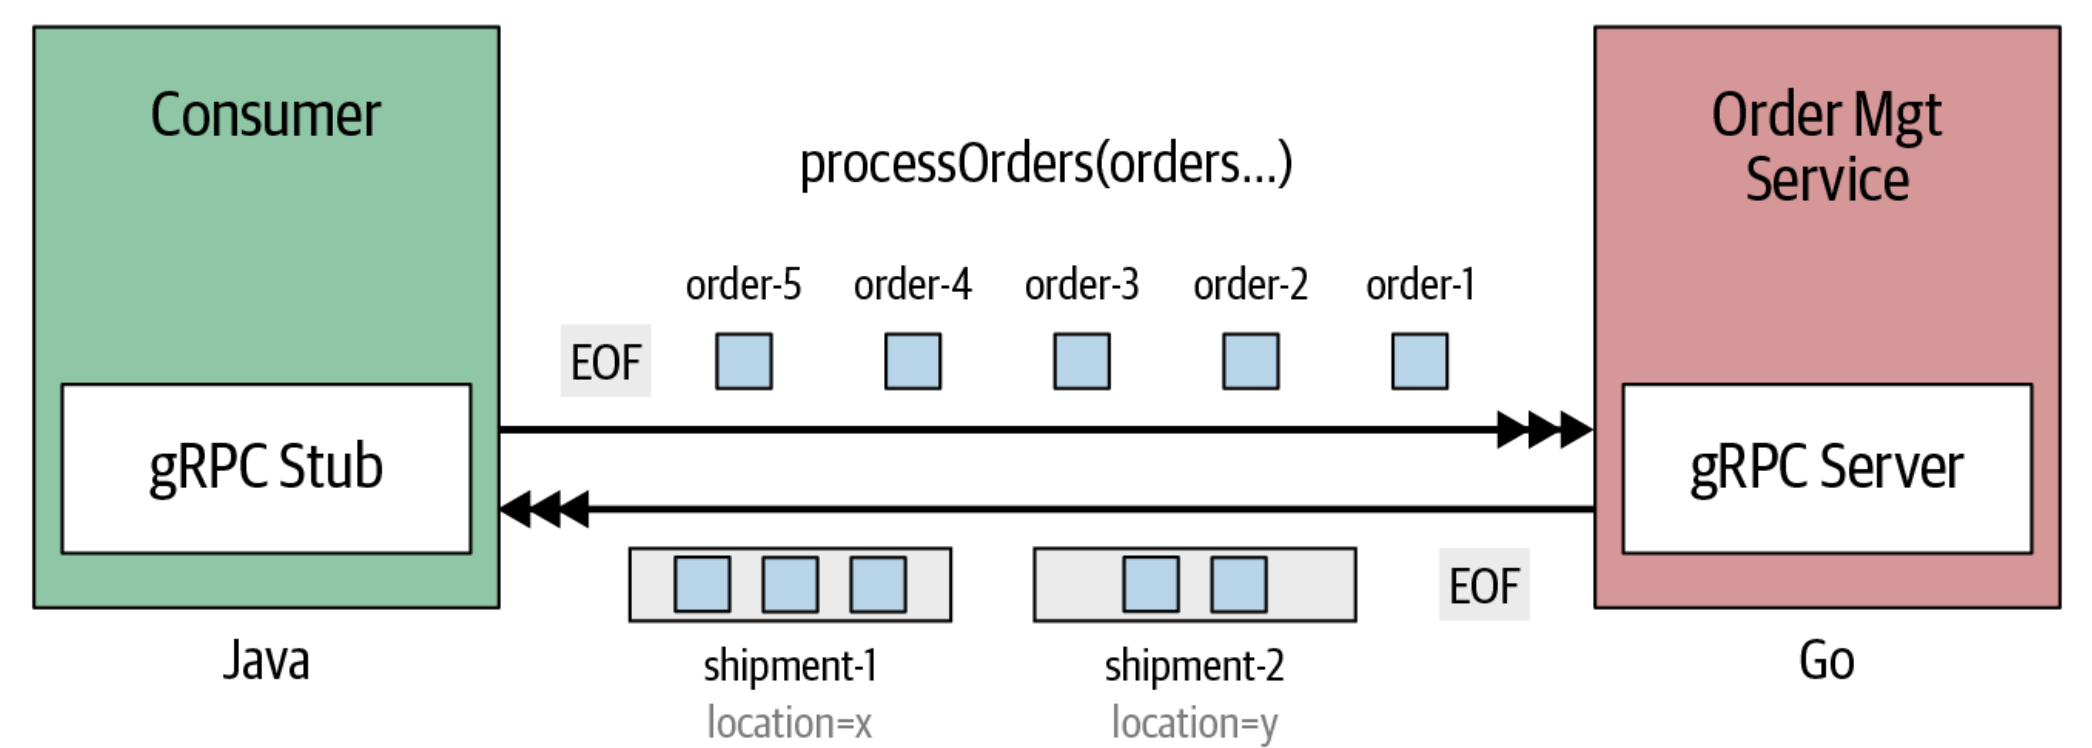 Consumer
gRPC Stub
Java
processOrders(orders...)
order-5 order-4 order-3 order-2 order-1
EOF
shipment-1
location=x
shipment-2
location=y
EOF
Order Mgt
Service
gRPC Server
Go